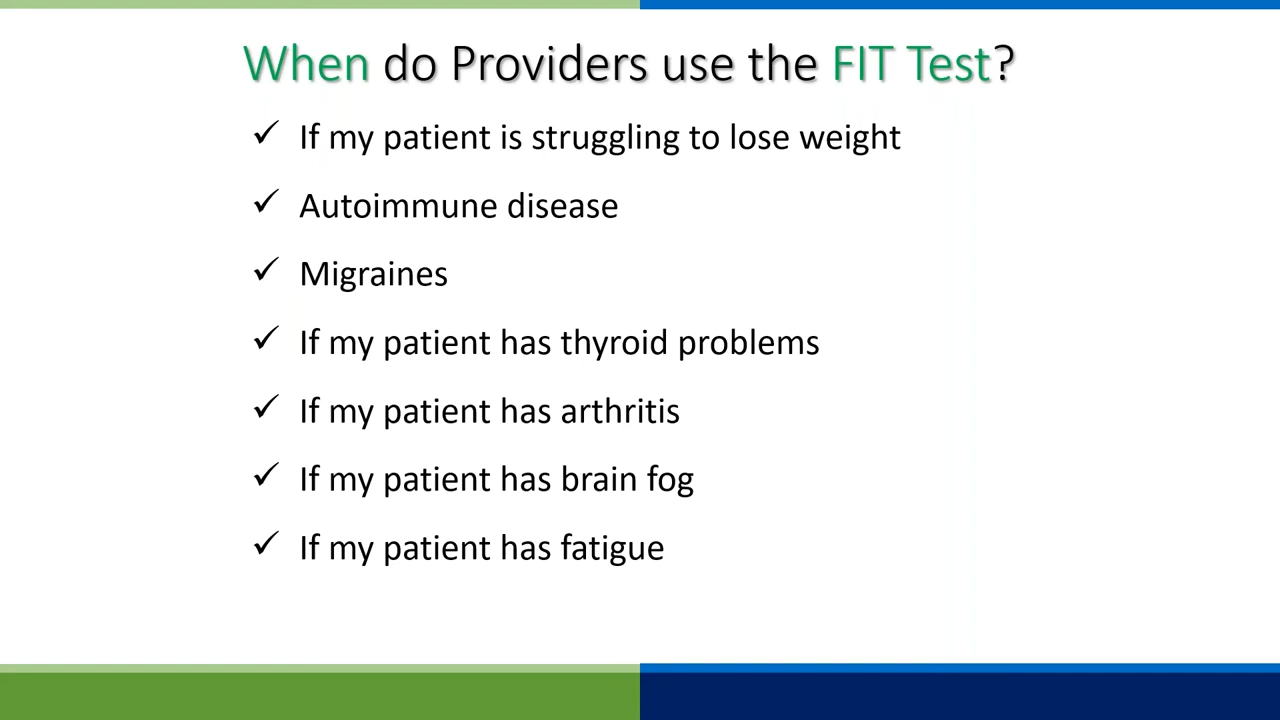 When do Providers use the FIT Test?
✓ If my patient is struggling to lose weight
✓ Autoimmune disease
✓ Migraines
✓ If my patient has thyroid problems
✓ If my patient has arthritis
✓ If my patient has brain fog
✓ If my patient has fatigue